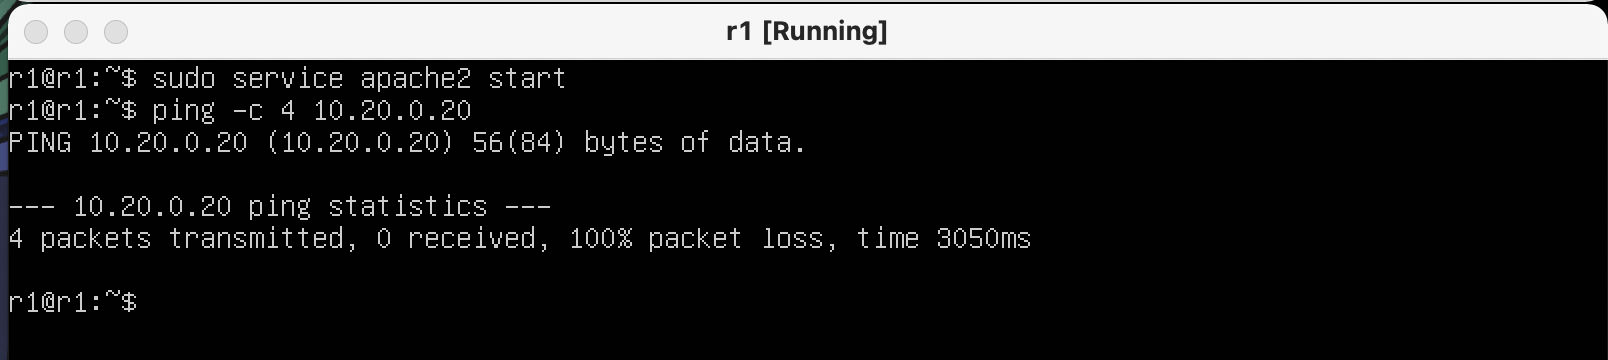 r1 [Running]
r1@r1:~$ sudo service apache2 start
r1@r1:~$ ping -c 4 10.20.0.20
PING 10.20.0.20 (10.20.0.20) 56(84) bytes of data.
--- 10.20.0.20 ping statistics ---
4 packets transmitted, 0 received, 100% packet loss, time 3050ms
r1@r1:~$